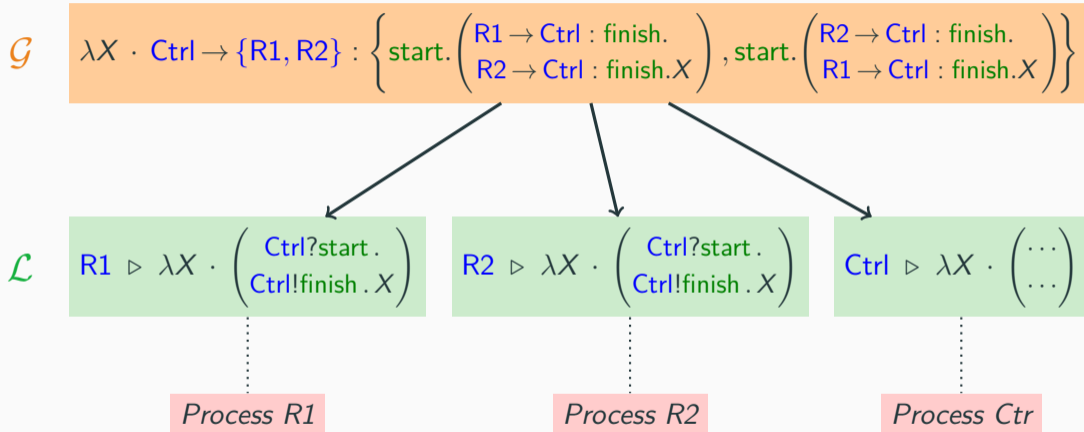 𝒢 λX · Ctrl → {R1, R2} : { start. ( R1 → Ctrl : finish. R2 → Ctrl : finish.X ) , start. ( R2 → Ctrl : finish. R1 → Ctrl : finish.X ) }
ℒ R1 ▷ λX · ( Ctrl?start . Ctrl!finish . X )
R2 ▷ λX · ( Ctrl?start . Ctrl!finish . X )
Ctrl ▷ λX · ( ··· ··· )
Process R1
Process R2
Process Ctr